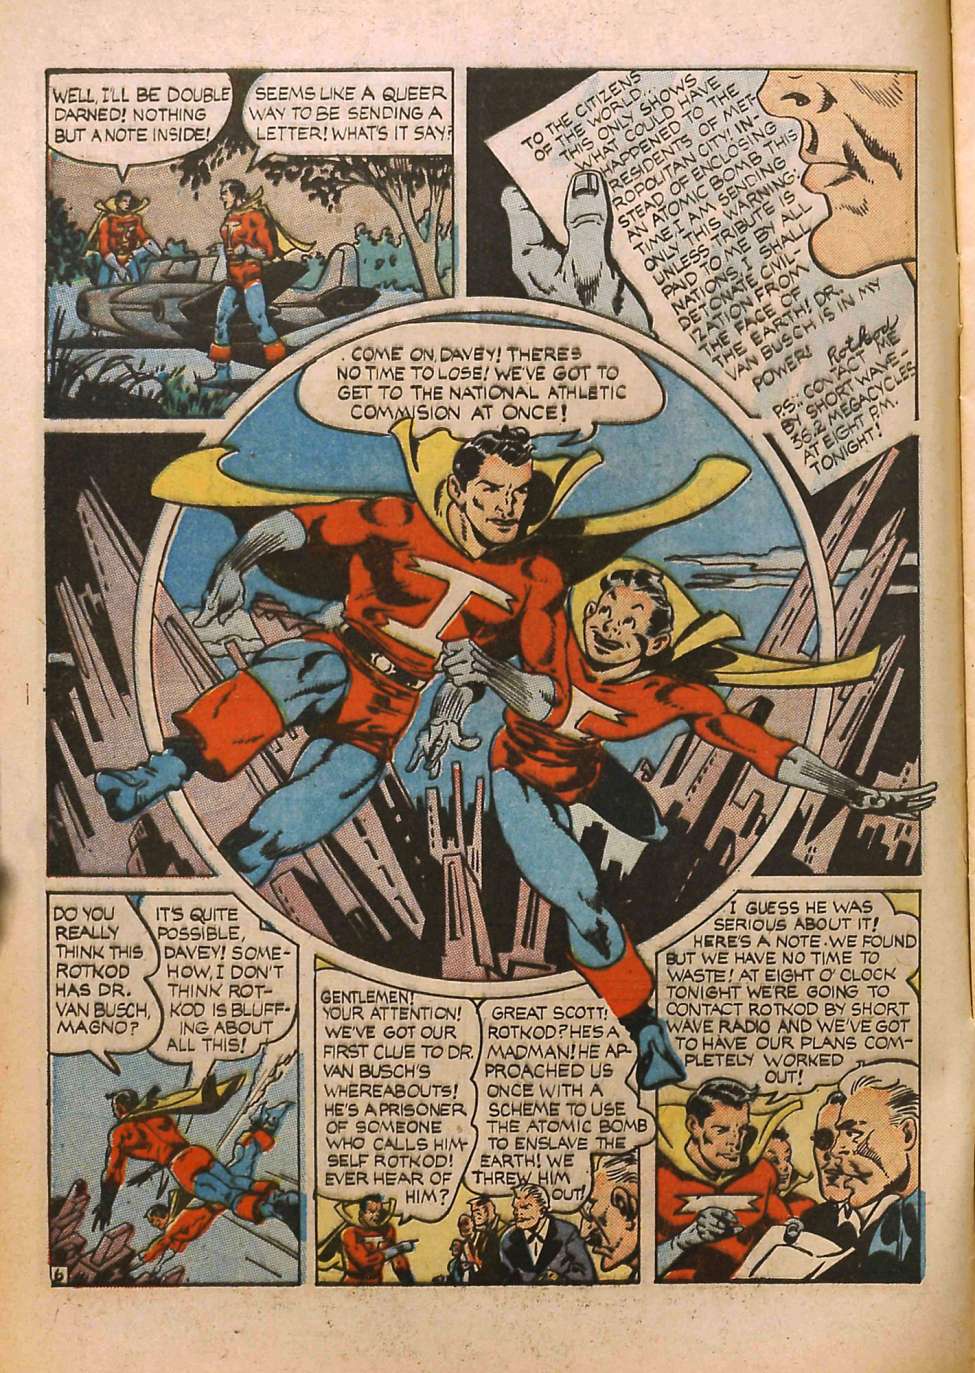 WELL, I'LL BE DOUBLE
DARNED! NOTHING
BUT A NOTE INSIDE!
SEEMS LIKE A QUEER
WAY TO BE SENDING A
LETTER! WHAT'S IT SAY?
TO THE CITIZENS
OF THE WORLD...
THIS ONLY SHOWS
WHAT COULD HAVE
HAPPENED TO THE
RESIDENTS OF MET-
ROPOLITAN CITY! IN-
STEAD OF ENCLOSING
AN ATOMIC BOMB THIS
TIME, I AM SENDING
ONLY THIS WARNING.
UNLESS TRIBUTE IS
PAID TO ME BY ALL
NATIONS, I SHALL
DETONATE CIVIL-
IZATION FROM
THE FACE OF
THE EARTH! DR.
VAN BUSCH IS IN MY
POWER!
Rotkod
P.S.: CONTACT ME
BY SHORT WAVE-
36.2 MEGACYCLES
AT EIGHT P.M.
TONIGHT!
COME ON, DAVEY! THERE'S
NO TIME TO LOSE! WE'VE GOT TO
GET TO THE NATIONAL ATHLETIC
COMMISION AT ONCE!
I
I
DO YOU
REALLY
THINK THIS
ROTKOD
HAS DR.
VAN BUSCH,
MAGNO?
IT'S QUITE
POSSIBLE,
DAVEY! SOME-
HOW, I DON'T
THINK ROT-
KOD IS BLUFF-
ING ABOUT
ALL THIS!
6
GENTLEMEN!
YOUR ATTENTION!
WE'VE GOT OUR
FIRST CLUE TO DR.
VAN BUSCH'S
WHEREABOUTS!
HE'S A PRISONER
OF SOMEONE
WHO CALLS HIM-
SELF ROTKOD!
EVER HEAR OF
HIM?
GREAT SCOTT!
ROTKOD? HE'S A
MADMAN! HE AP-
PROACHED US
ONCE WITH A
SCHEME TO USE
THE ATOMIC BOMB
TO ENSLAVE THE
EARTH! WE
THREW HIM
OUT!
I GUESS HE WAS
SERIOUS ABOUT IT!
HERE'S A NOTE. WE FOUND
BUT WE HAVE NO TIME TO
WASTE! AT EIGHT O'CLOCK
TONIGHT WE'RE GOING TO
CONTACT ROTKOD BY SHORT
WAVE RADIO AND WE'VE GOT
TO HAVE OUR PLANS COM-
PLETELY WORKED
OUT!